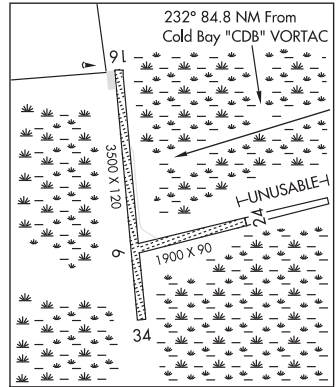 232° 84.8 NM From
Cold Bay "CDB" VORTAC
16
3500 X 120
UNUSABLE
24
6
1900 X 90
34